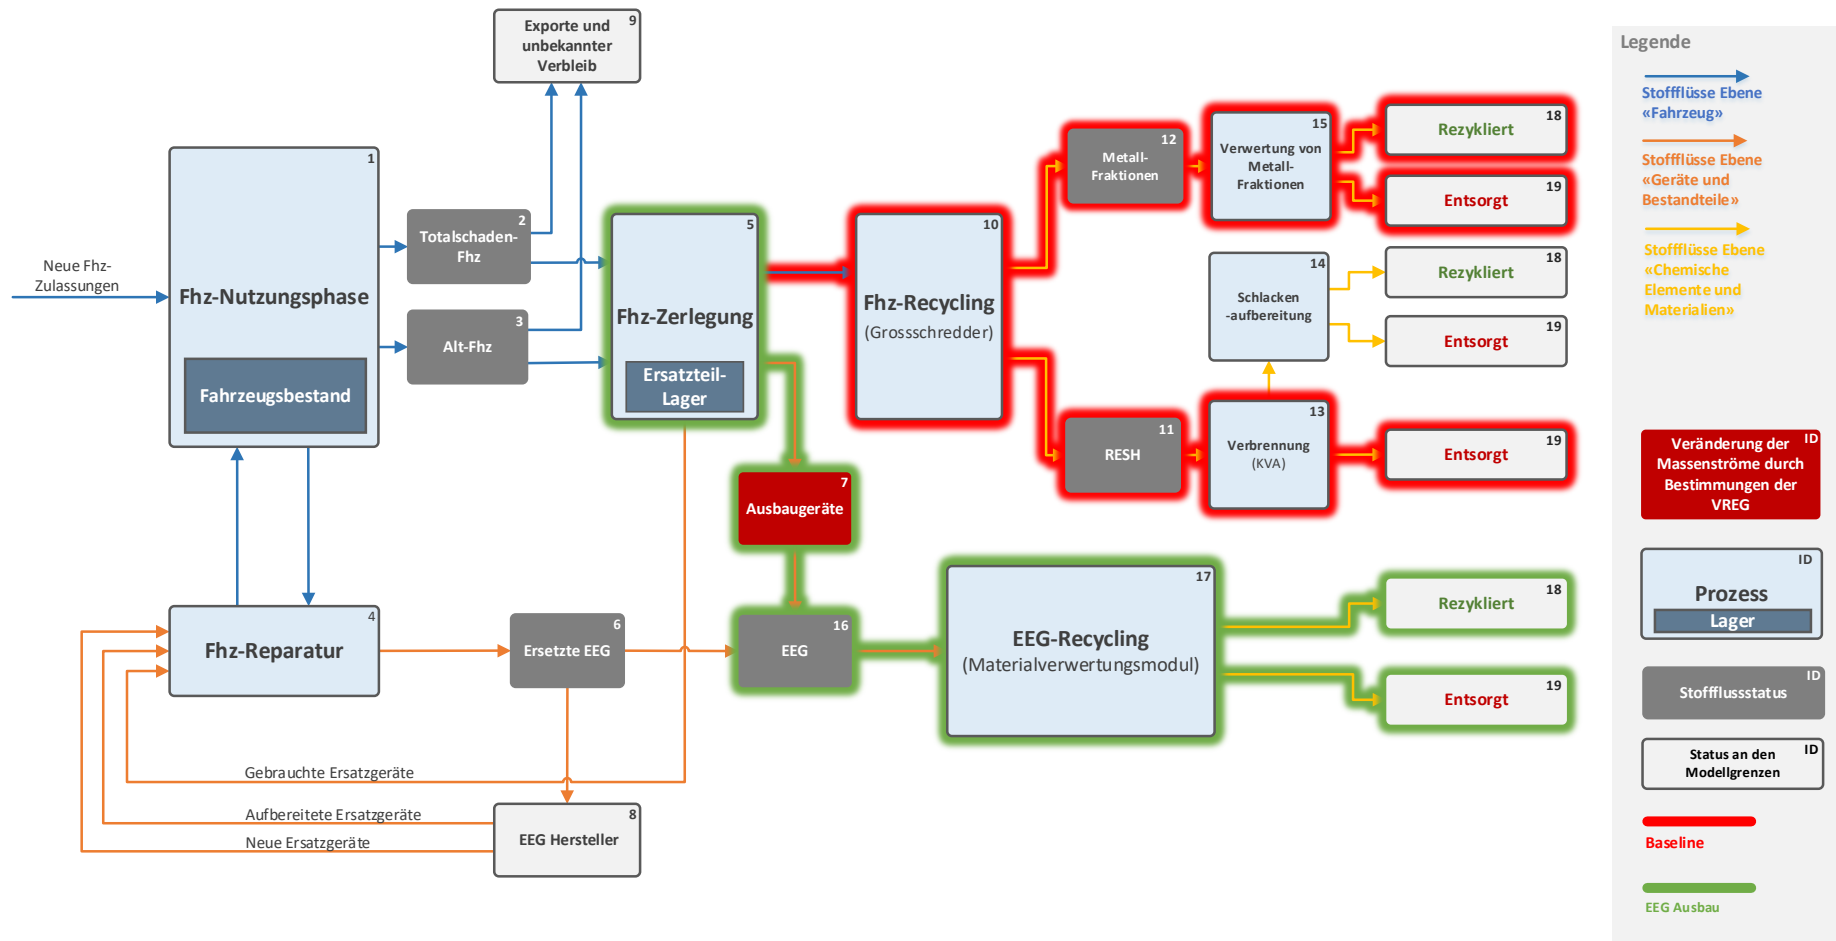 9
Exporte und
unbekannter
Verbleib
1
Fhz-Nutzungsphase
Fahrzeugsbestand
Neue Fhz-
Zulassungen
2
Totalschaden-
Fhz
3
Alt-Fhz
5
Fhz-Zerlegung
Ersatzteil-
Lager
10
Fhz-Recycling
(Grossschredder)
12
Metall-
Fraktionen
15
Verwertung von
Metall-
Fraktionen
18
Rezykliert
19
Entsorgt
14
Schlacken
-aufbereitung
18
Rezykliert
19
Entsorgt
11
RESH
13
Verbrennung
(KVA)
19
Entsorgt
7
Ausbaugeräte
4
Fhz-Reparatur
6
Ersetzte EEG
16
EEG
17
EEG-Recycling
(Materialverwertungsmodul)
18
Rezykliert
19
Entsorgt
Gebrauchte Ersatzgeräte
Aufbereitete Ersatzgeräte
Neue Ersatzgeräte
8
EEG Hersteller
Legende
Stoffflüsse Ebene
«Fahrzeug»
Stoffflüsse Ebene
«Geräte und
Bestandteile»
Stoffflüsse Ebene
«Chemische
Elemente und
Materialien»
ID
Veränderung der
Massenströme durch
Bestimmungen der
VREG
ID
Prozess
Lager
ID
Stoffflussstatus
ID
Status an den
Modellgrenzen
Baseline
EEG Ausbau